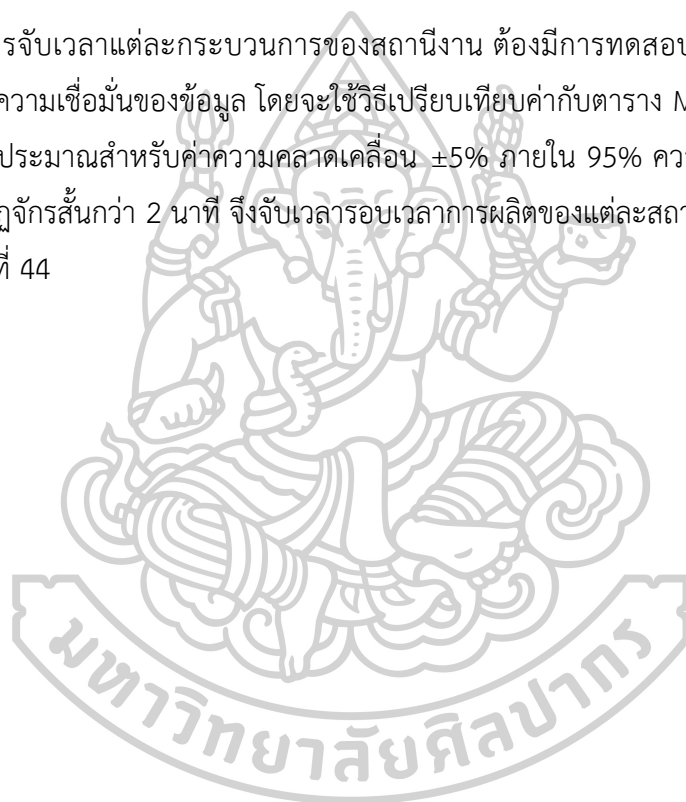 รจับเวลาแต่ละกระบวนการของสถานีงาน ต้องมีการทดสอบ
ความเชื่อมั่นของข้อมูล โดยจะใช้วิธีเปรียบเทียบค่ากับตาราง M
ประมาณสำหรับค่าความคลาดเคลื่อน ±5% ภายใน 95% คว
ฏจักรสั้นกว่า 2 นาที จึงจับเวลารอบเวลาการผลิตของแต่ละสถา
ที่ 44
มหาวิทยาลัยศิลปากร